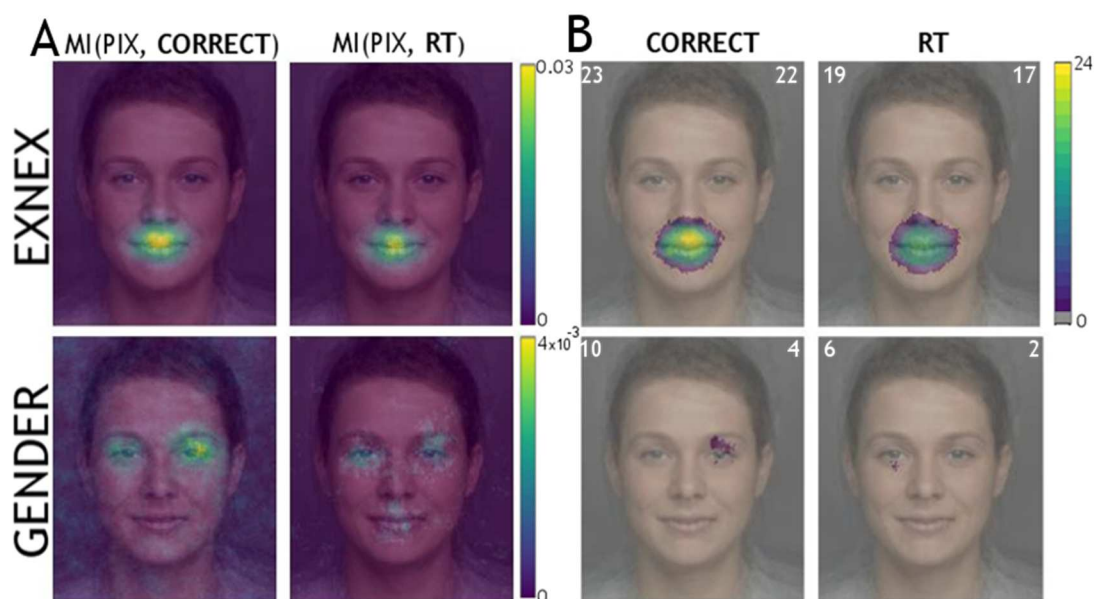 A MI(PIX, CORRECT) MI(PIX, RT) B CORRECT RT
EXNEX
0.03
0
23 22
19 17
24
0
GENDER
4x10-3
0
10 4
6 2